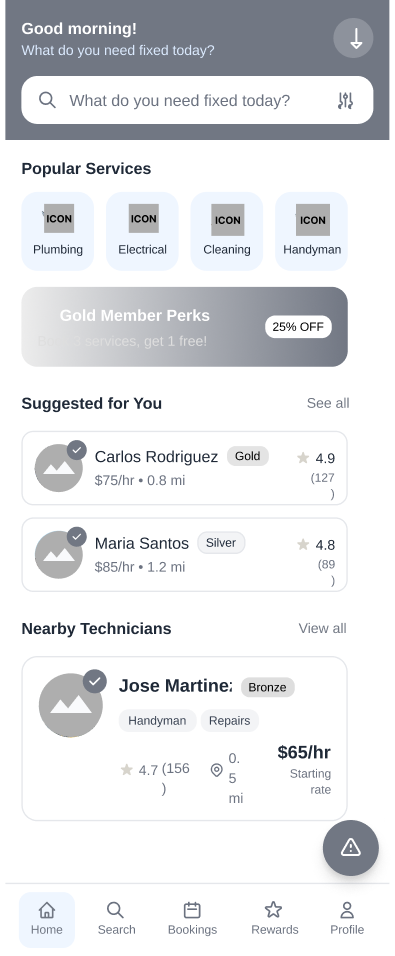 Good morning!
What do you need fixed today?
What do you need fixed today?
Popular Services
ICON ICON ICON ICON
Plumbing Electrical Cleaning Handyman
Gold Member Perks
services, get 1 free!
25% OFF
Suggested for You See all
Carlos Rodriguez Gold 4.9
$75/hr • 0.8 mi (127
)
Maria Santos Silver 4.8
$85/hr • 1.2 mi (89
)
Nearby Technicians View all
Jose Martine Bronze
Handyman Repairs
$65/hr
Starting
rate
4.7 (156
)
0.
5
mi
Home Search Bookings Rewards Profile